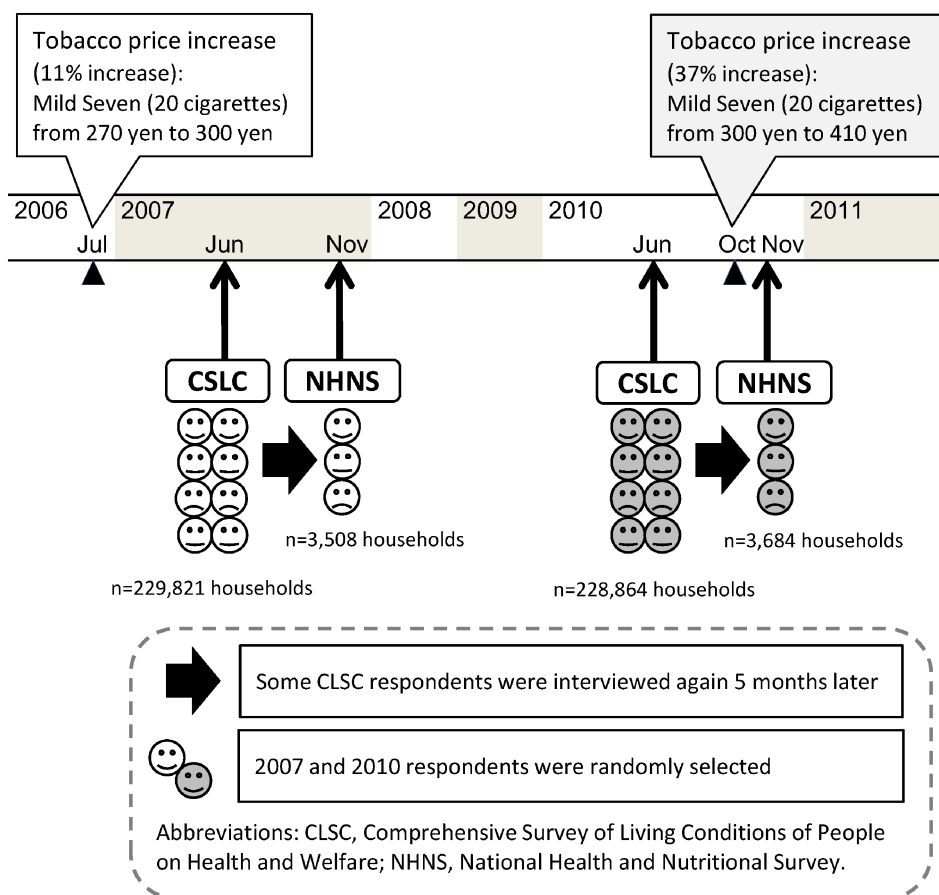 Tobacco price increase
(11% increase):
Mild Seven (20 cigarettes)
from 270 yen to 300 yen
Tobacco price increase
(37% increase):
Mild Seven (20 cigarettes)
from 300 yen to 410 yen
2006 2007 2008 2009 2010 2011
Jul Jun Nov Jun Oct Nov
CSLC NHNS CSLC NHNS
n=3,508 households n=3,684 households
n=229,821 households n=228,864 households
Some CLSC respondents were interviewed again 5 months later
2007 and 2010 respondents were randomly selected
Abbreviations: CLSC, Comprehensive Survey of Living Conditions of People
on Health and Welfare; NHNS, National Health and Nutritional Survey.